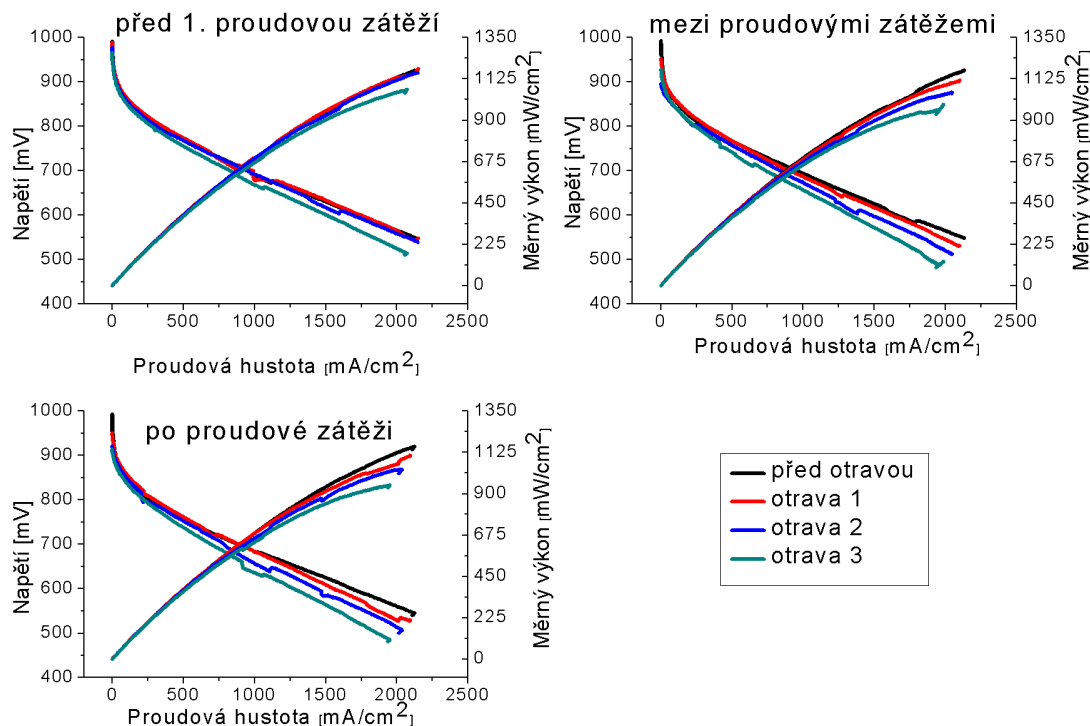 před 1. proudovou zátěží
1000
900
800
700
600
500
400
Napětí [mV]
1350
1125
900
675
450
225
0
Měrný výkon [mW/cm²]
0 500 1000 1500 2000 2500
Proudová hustota [mA/cm²]
mezi proudovými zátěžemi
1000
900
800
700
600
500
400
Napětí [mV]
1350
1125
900
675
450
225
0
Měrný výkon [mW/cm²]
0 500 1000 1500 2000 2500
Proudová hustota [mA/cm²]
po proudové zátěži
1000
900
800
700
600
500
400
Napětí [mV]
1350
1125
900
675
450
225
0
Měrný výkon [mW/cm²]
0 500 1000 1500 2000 2500
Proudová hustota [mA/cm²]
před otravou
otrava 1
otrava 2
otrava 3